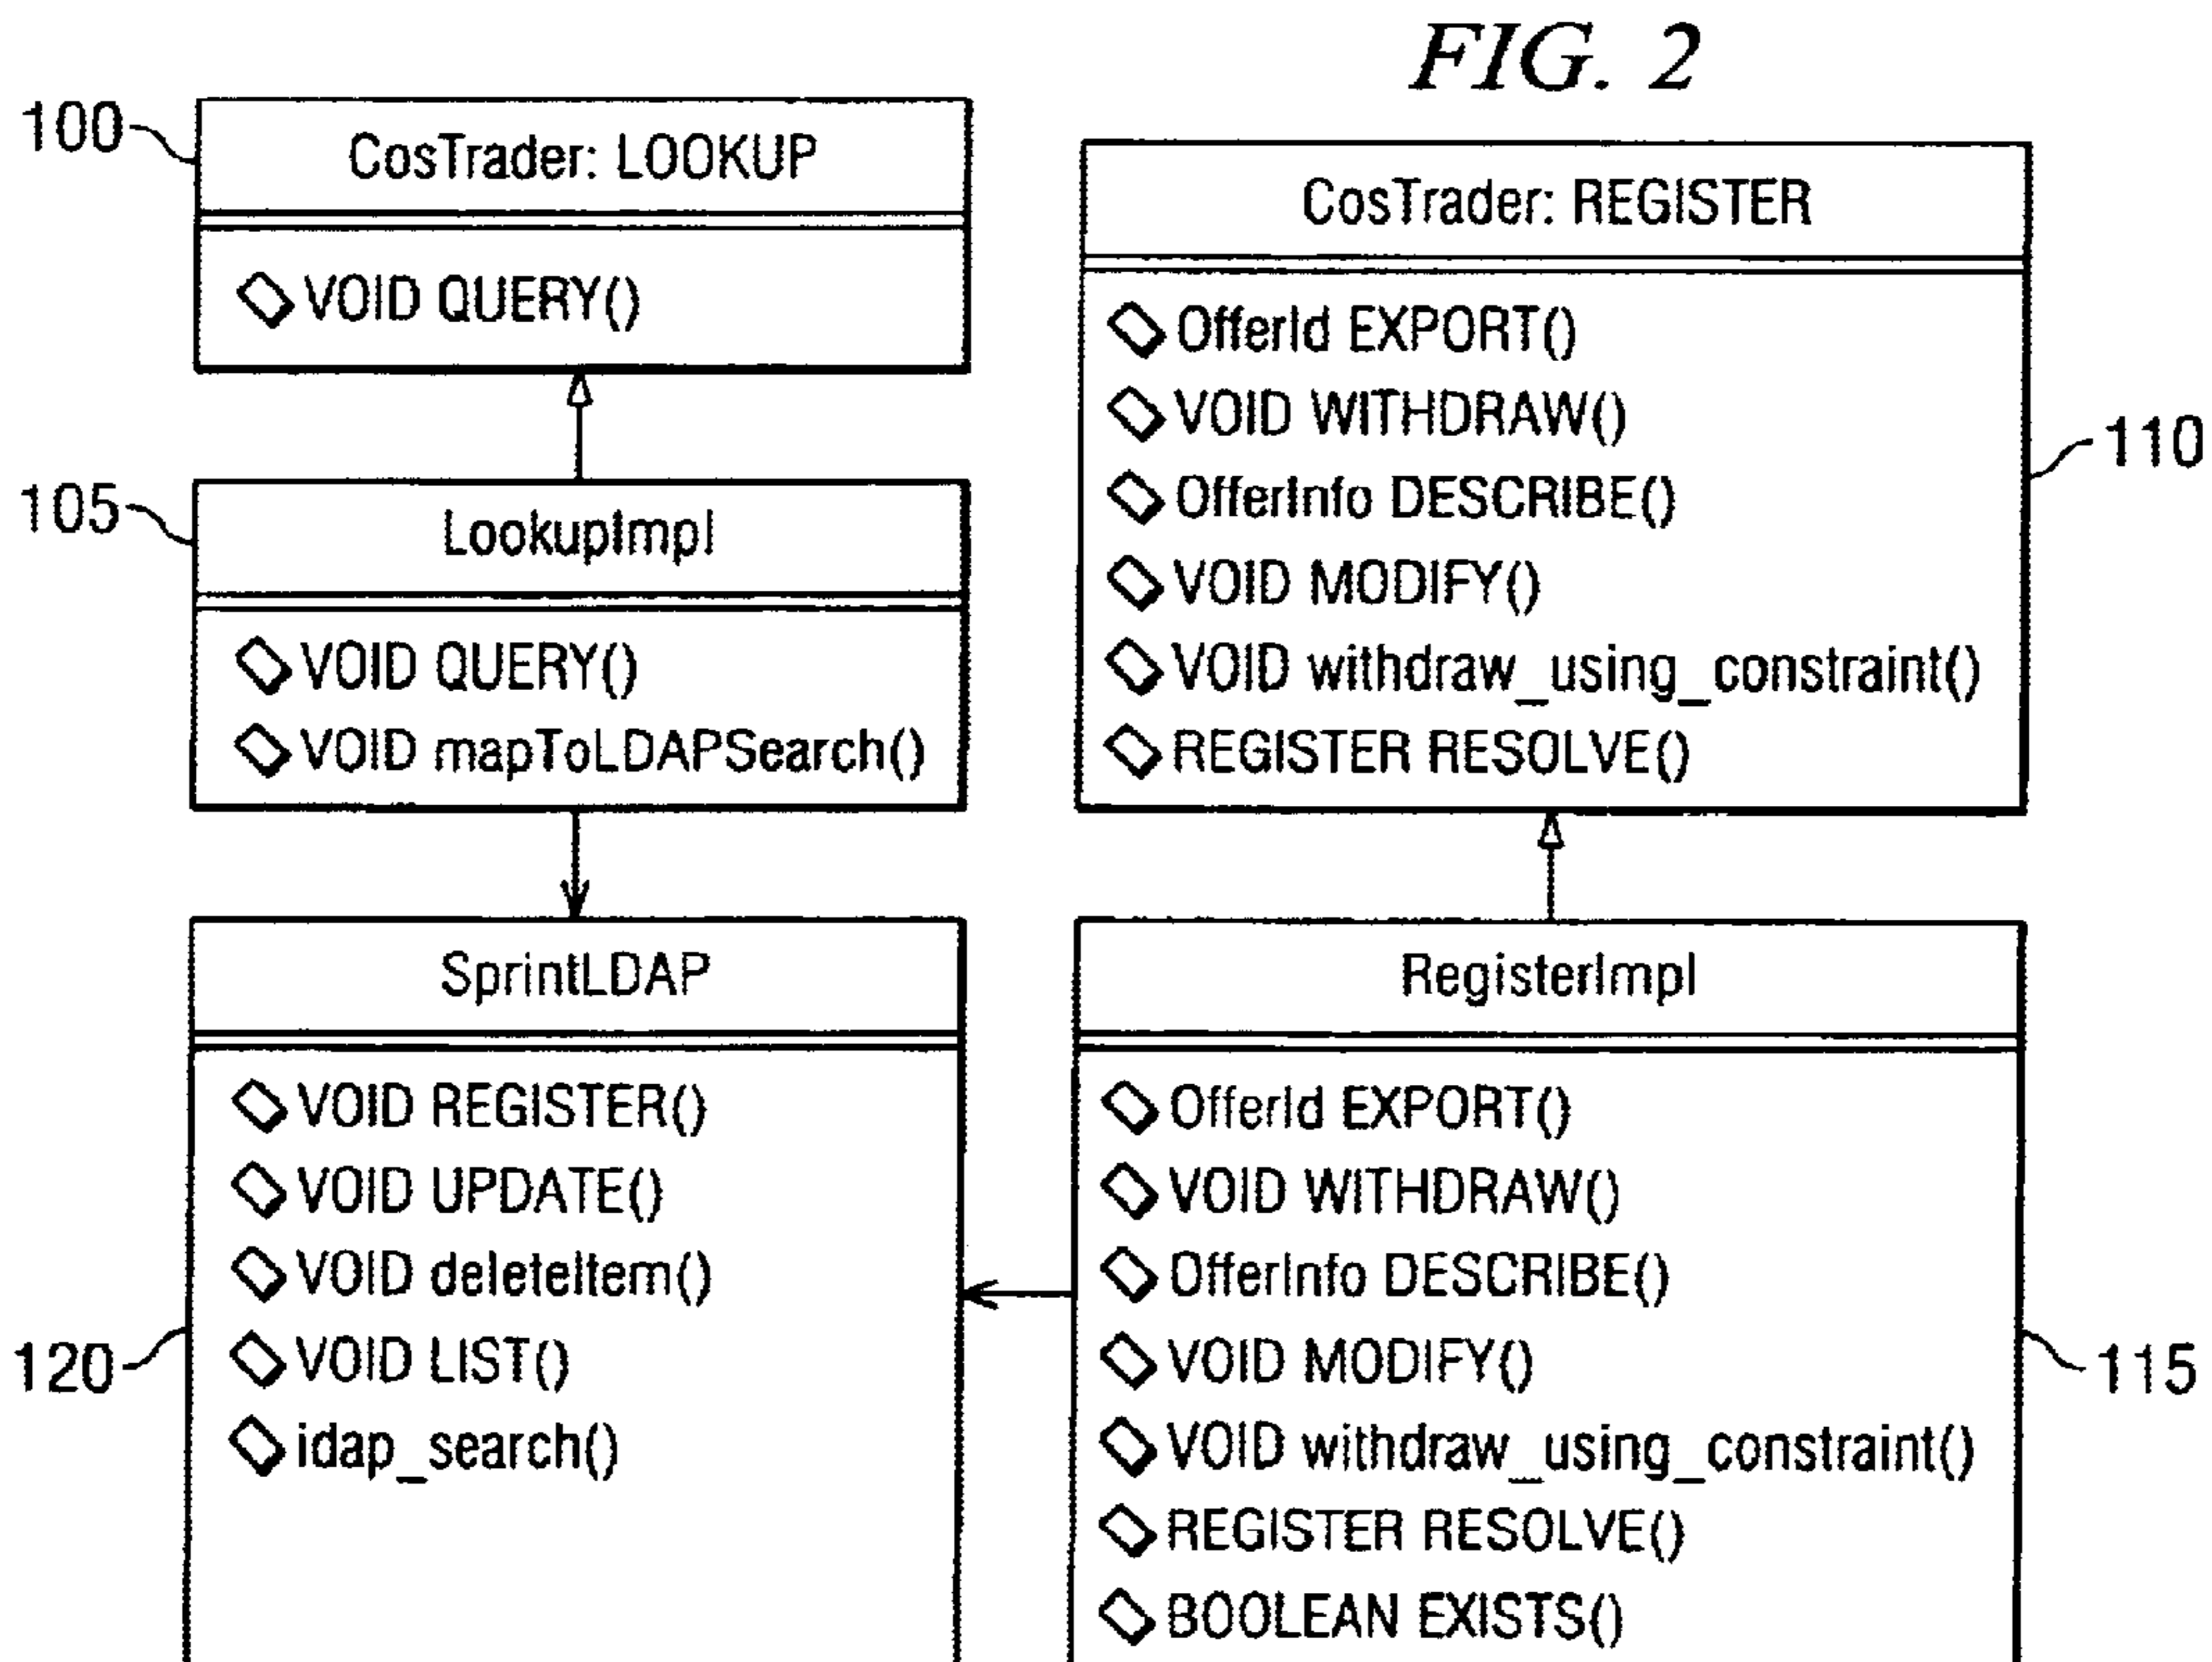 FIG. 2
100
CosTrader: LOOKUP
VOID QUERY()
105
LookupImpl
VOID QUERY()
VOID mapToLDAPSearch()
CosTrader: REGISTER
OfferId EXPORT()
VOID WITHDRAW()
OfferInfo DESCRIBE()
VOID MODIFY()
VOID withdraw_using_constraint()
REGISTER RESOLVE()
110
SprintLDAP
VOID REGISTER()
VOID UPDATE()
VOID deleteItem()
VOID LIST()
idap_search()
120
RegisterImpl
OfferId EXPORT()
VOID WITHDRAW()
OfferInfo DESCRIBE()
VOID MODIFY()
VOID withdraw_using_constraint()
REGISTER RESOLVE()
BOOLEAN EXISTS()
115